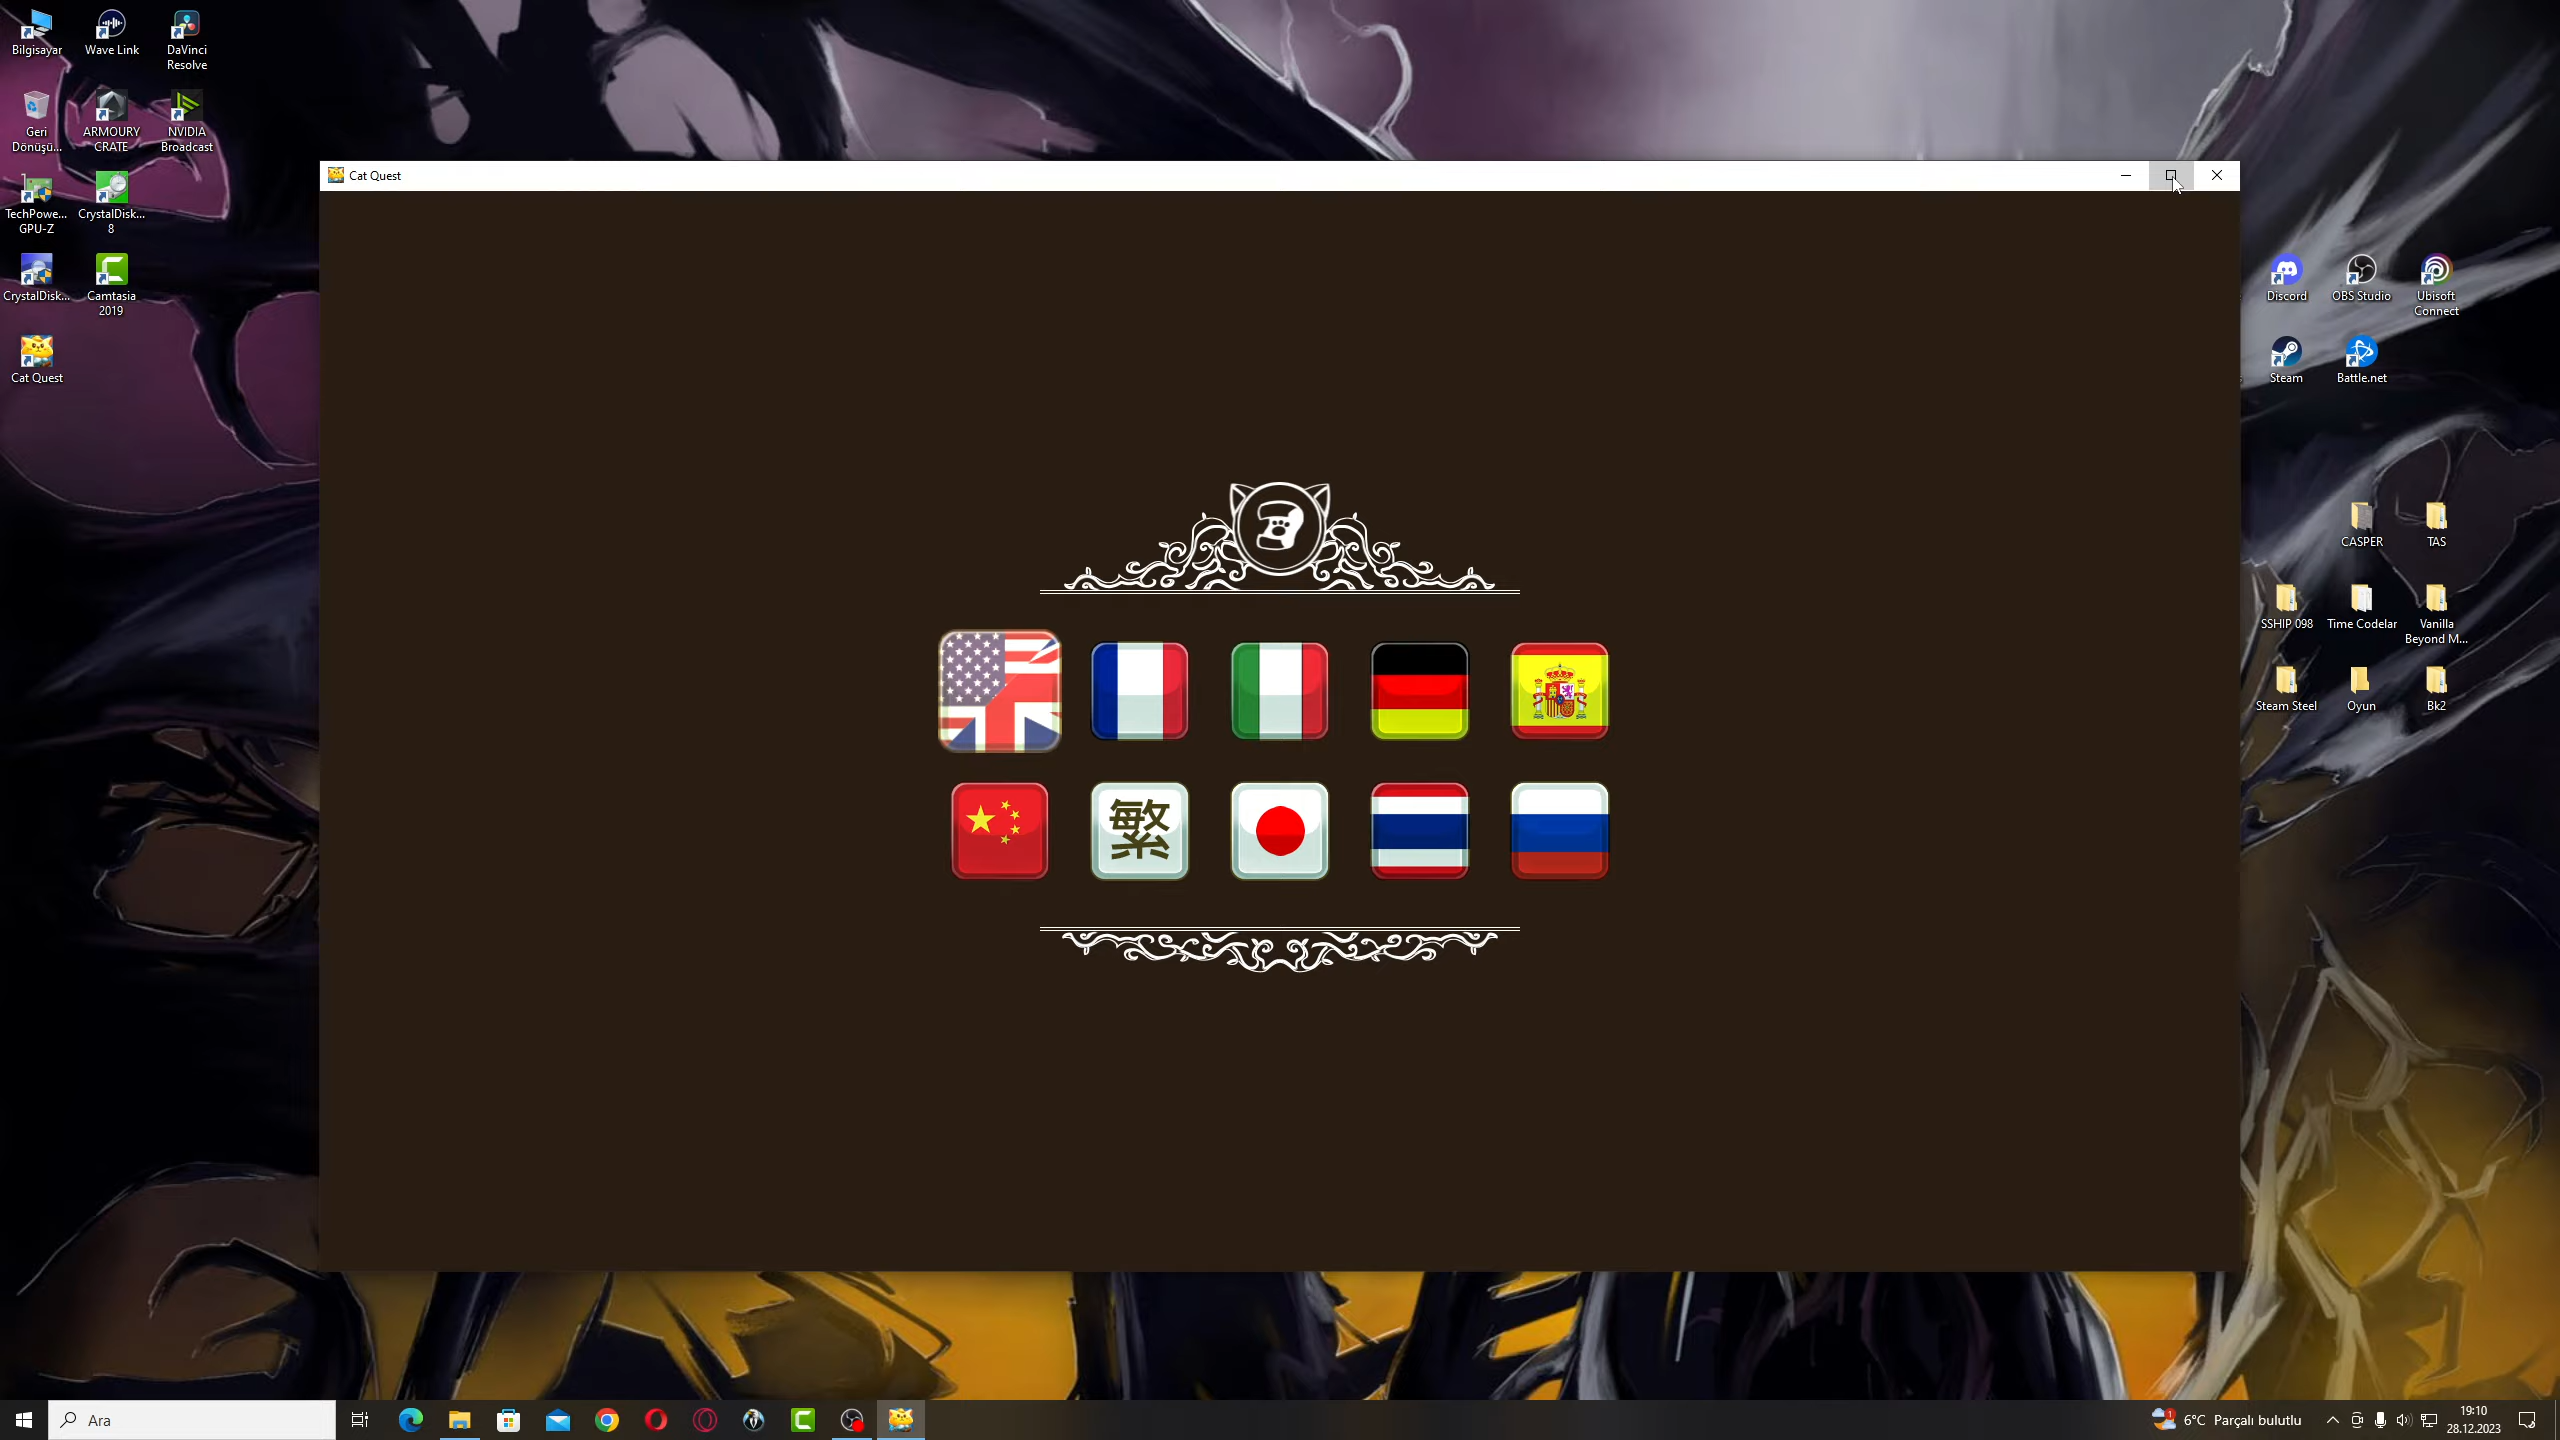 Bilgisayar
Wave Link
DaVinci
Resolve
Geri
Dönüşü...
ARMOURY
CRATE
NVIDIA
Broadcast
TechPowe...
GPU-Z
CrystalDisk...
8
CrystalDisk...
Camtasia
2019
Cat Quest
Cat Quest
繁
Discord
OBS Studio
Ubisoft
Connect
Steam
Battle.net
CASPER
TAS
SSHIP 098
Time Codelar
Vanilla
Beyond M...
Steam Steel
Oyun
Bk2
Ara
1
6°C Parçalı bulutlu
19:10
28.12.2023